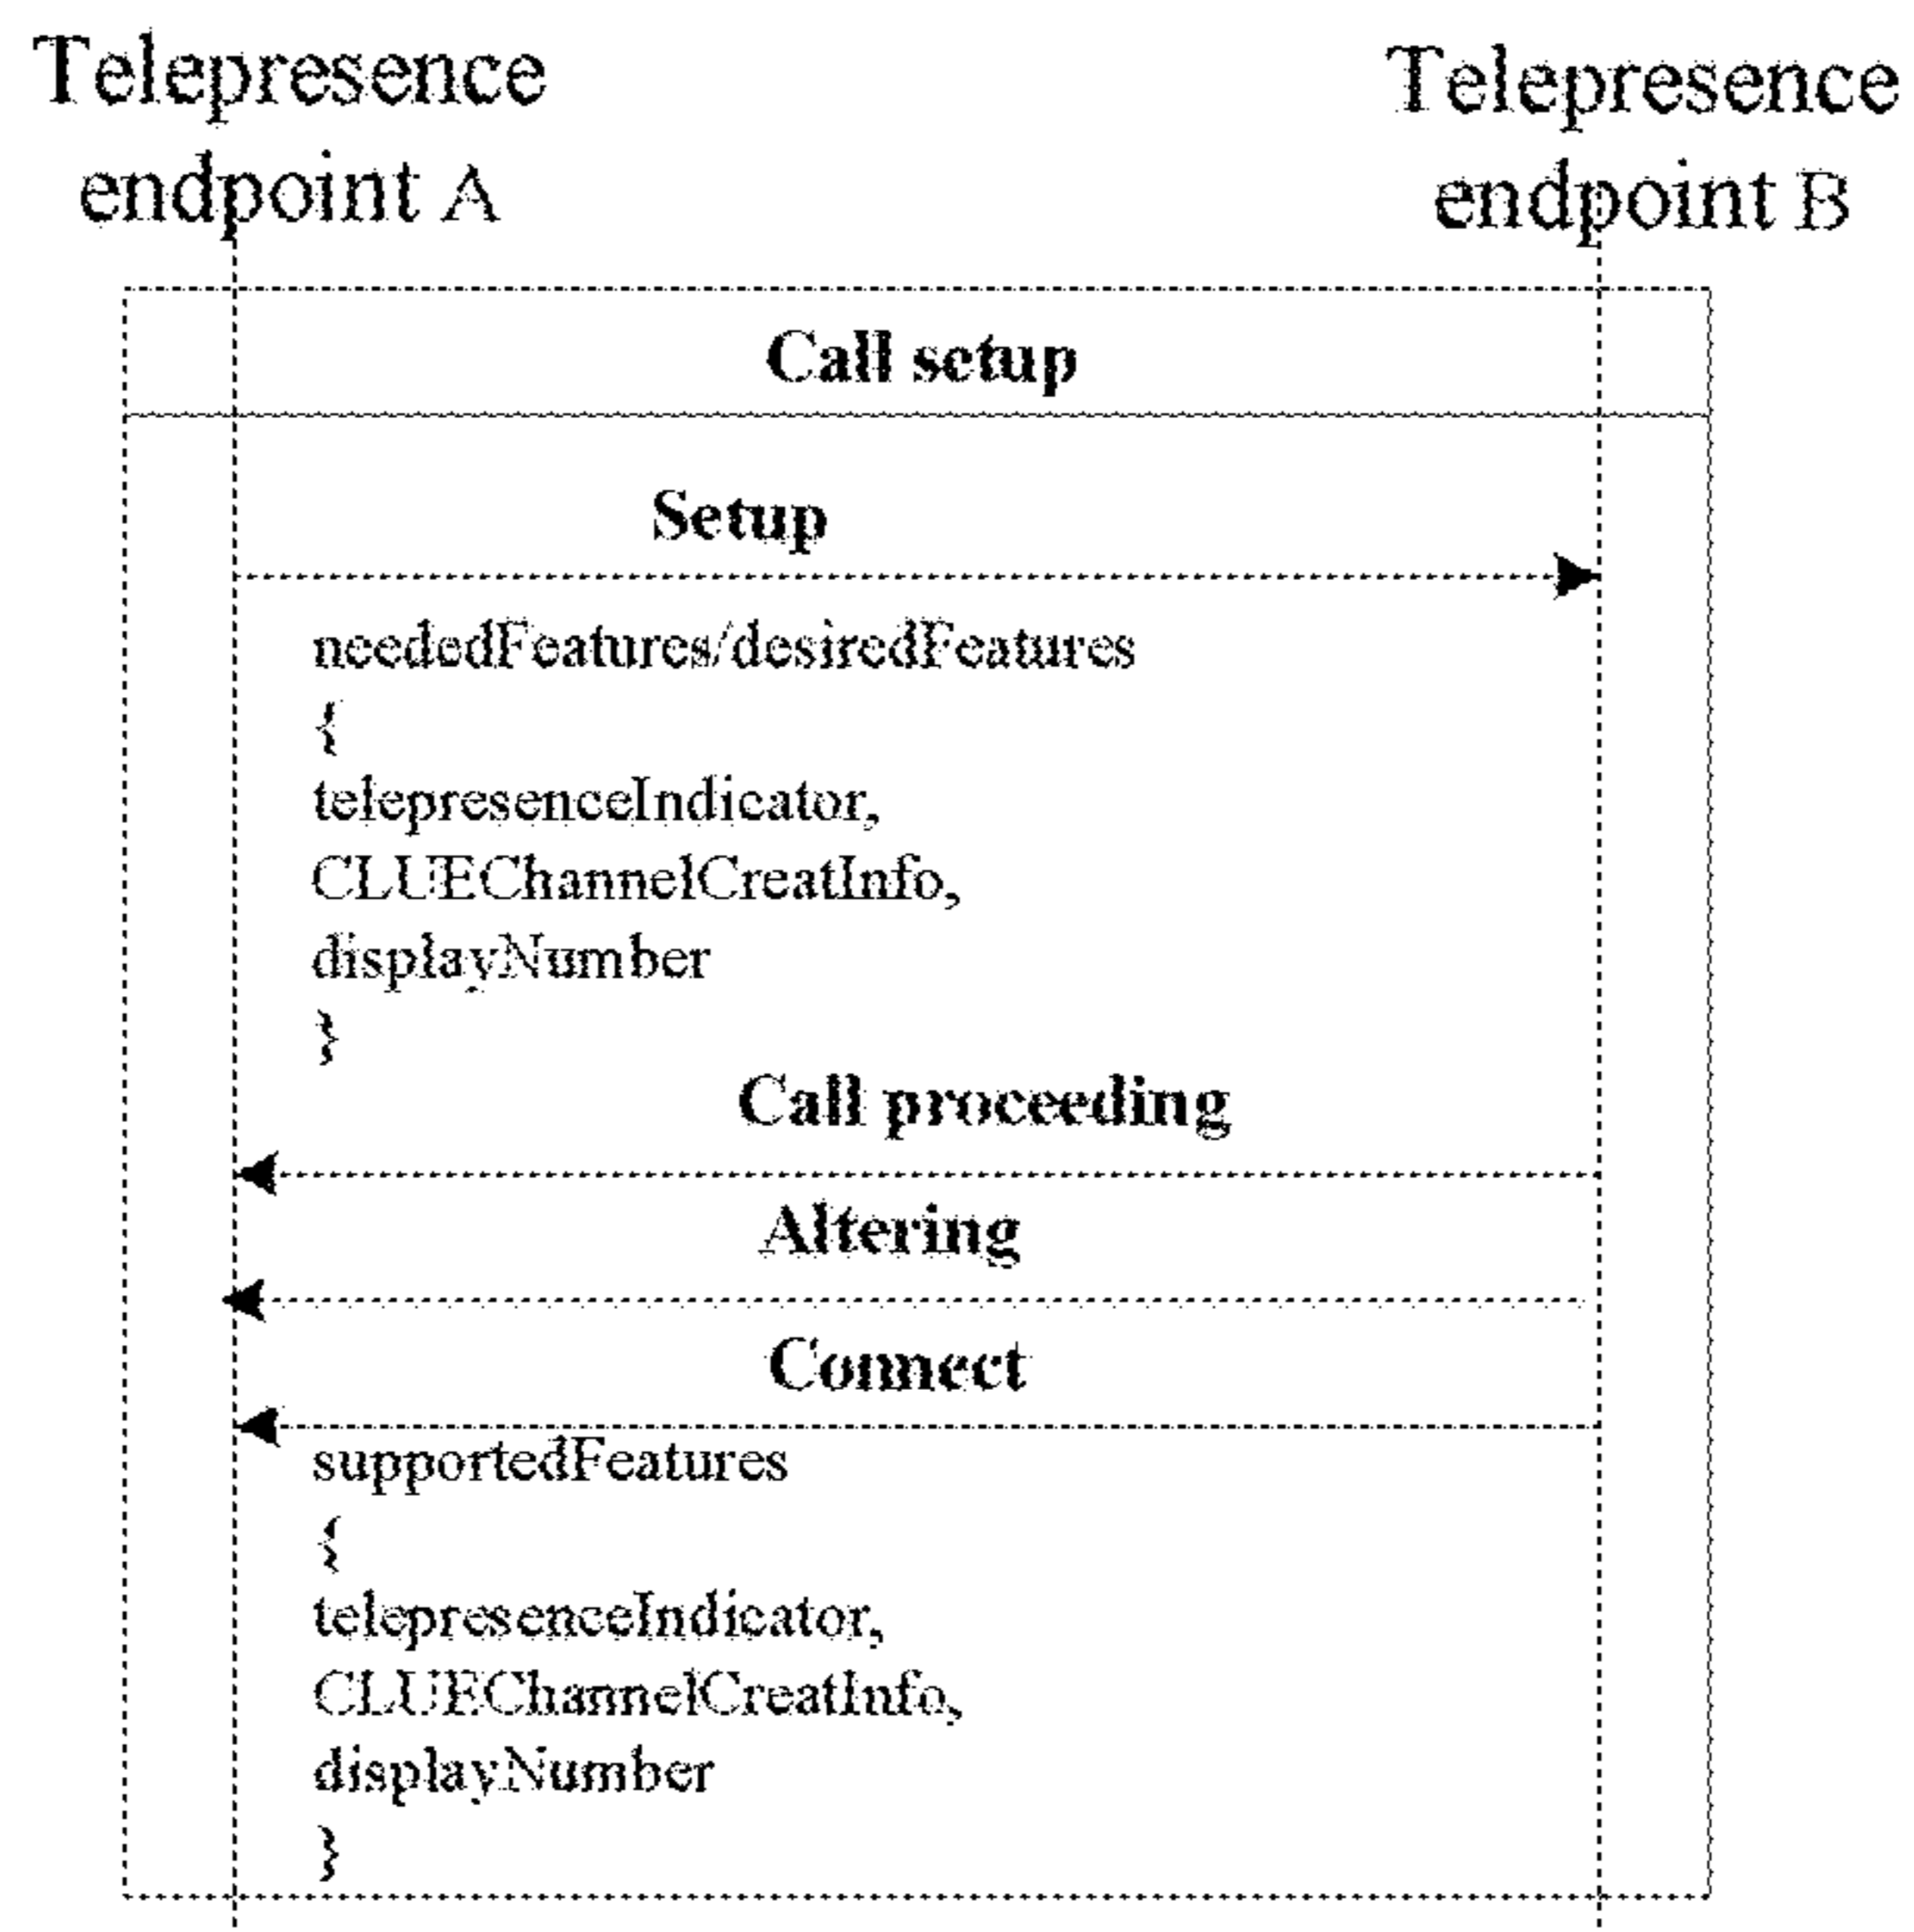 Telepresence
endpoint A
Telepresence
endpoint B
Call setup
Setup
neededFeatures/desiredFeatures
{
telepresenceIndicator,
CLUEChannelCreatInfo,
displayNumber
}
Call proceeding
Altering
Connect
supportedFeatures
{
telepresenceIndicator,
CLUEChannelCreatInfo,
displayNumber
}